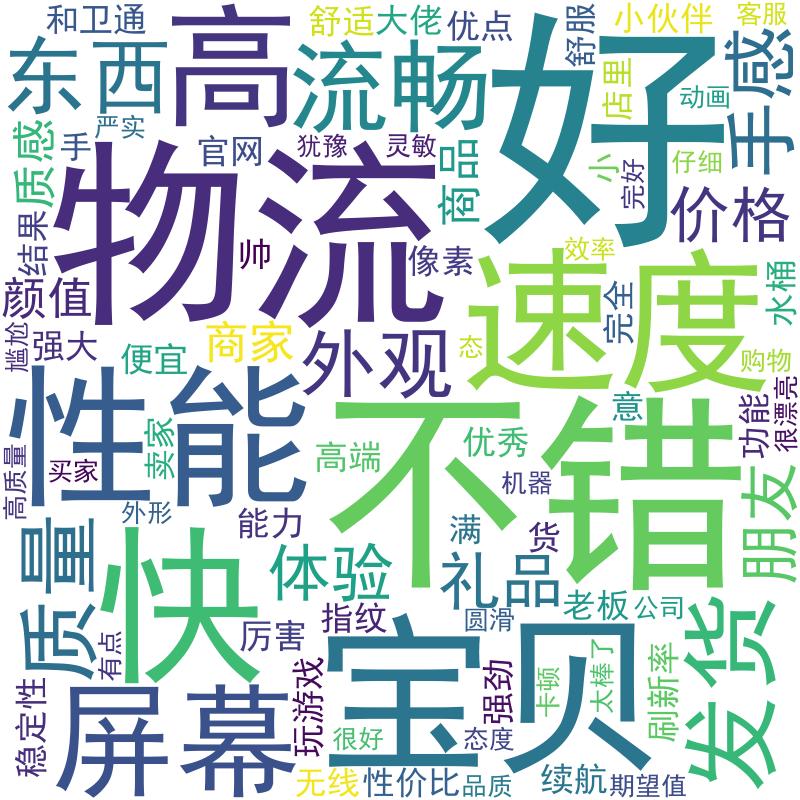 和卫通
高
舒适
大佬
优点
舒服
小伙伴
客服
东西
流畅
好
店里
动画
手感
严实
手
官网
犹豫
灵敏
质感
商品
小
完好
仔细
价格
物流
结果
帅
像素
效率
速度
完全
水桶
颜值
尴尬
强大
便宜
商家
外观
态
购物
性能
不错
意
功能
很漂亮
卖家
高端
优秀
高质量
买家
机器
外形
能力
满
货
朋友
质量
快
体验
礼品
老板
公司
圆滑
指纹
厉害
有点
宝贝
发货
玩游戏
强劲
卡顿
太棒了
刷新率
稳定性
屏幕
很好
态度
无线
性价比
品质
续航
期望值